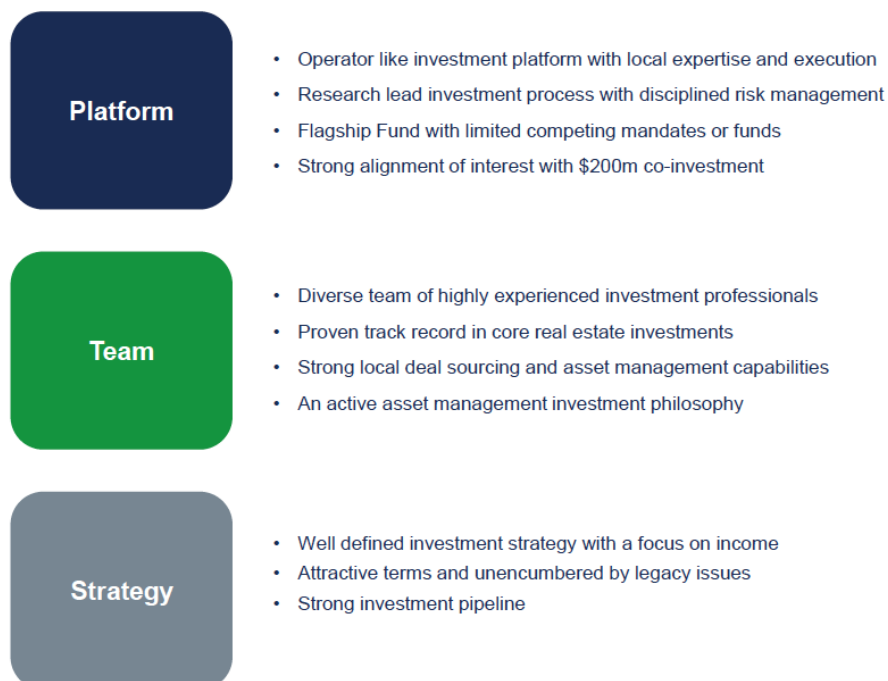 Platform
• Operator like investment platform with local expertise and execution
• Research lead investment process with disciplined risk management
• Flagship Fund with limited competing mandates or funds
• Strong alignment of interest with $200m co-investment
Team
• Diverse team of highly experienced investment professionals
• Proven track record in core real estate investments
• Strong local deal sourcing and asset management capabilities
• An active asset management investment philosophy
Strategy
• Well defined investment strategy with a focus on income
• Attractive terms and unencumbered by legacy issues
• Strong investment pipeline